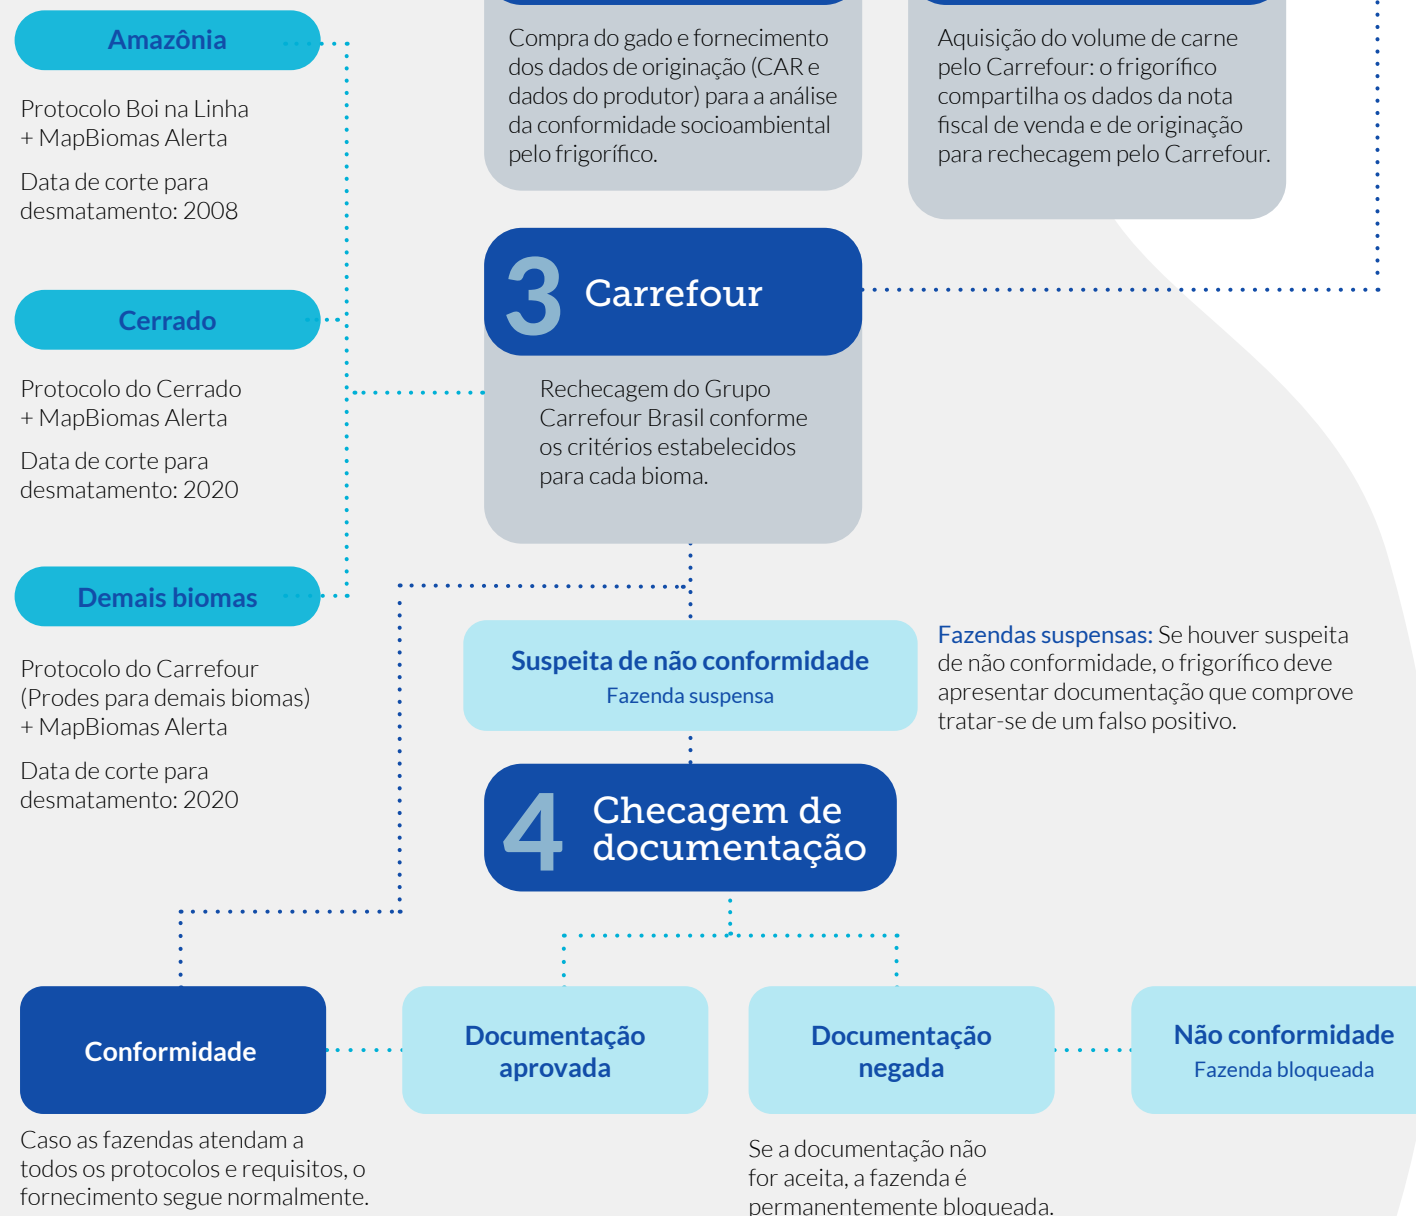 Amazônia
Protocolo Boi na Linha
+ MapBiomas Alerta
Data de corte para
desmatamento: 2008
Compra do gado e fornecimento
dos dados de originação (CAR e
dados do produtor) para a análise
da conformidade socioambiental
pelo frigorífico.
Aquisição do volume de carne
pelo Carrefour: o frigorífico
compartilha os dados da nota
fiscal de venda e de originação
para rechecagem pelo Carrefour.
3 Carrefour
Rechecagem do Grupo
Carrefour Brasil conforme
os critérios estabelecidos
para cada bioma.
Cerrado
Protocolo do Cerrado
+ MapBiomas Alerta
Data de corte para
desmatamento: 2020
Demais biomas
Protocolo do Carrefour
(Prodes para demais biomas)
+ MapBiomas Alerta
Data de corte para
desmatamento: 2020
Suspeita de não conformidade
Fazenda suspensa
Fazendas suspensas: Se houver suspeita
de não conformidade, o frigorífico deve
apresentar documentação que comprove
tratar-se de um falso positivo.
4 Checagem de
documentação
Conformidade
Caso as fazendas atendam a
todos os protocolos e requisitos, o
fornecimento segue normalmente.
Documentação
aprovada
Documentação
negada
Se a documentação não
for aceita, a fazenda é
permanentemente bloqueada.
Não conformidade
Fazenda bloqueada